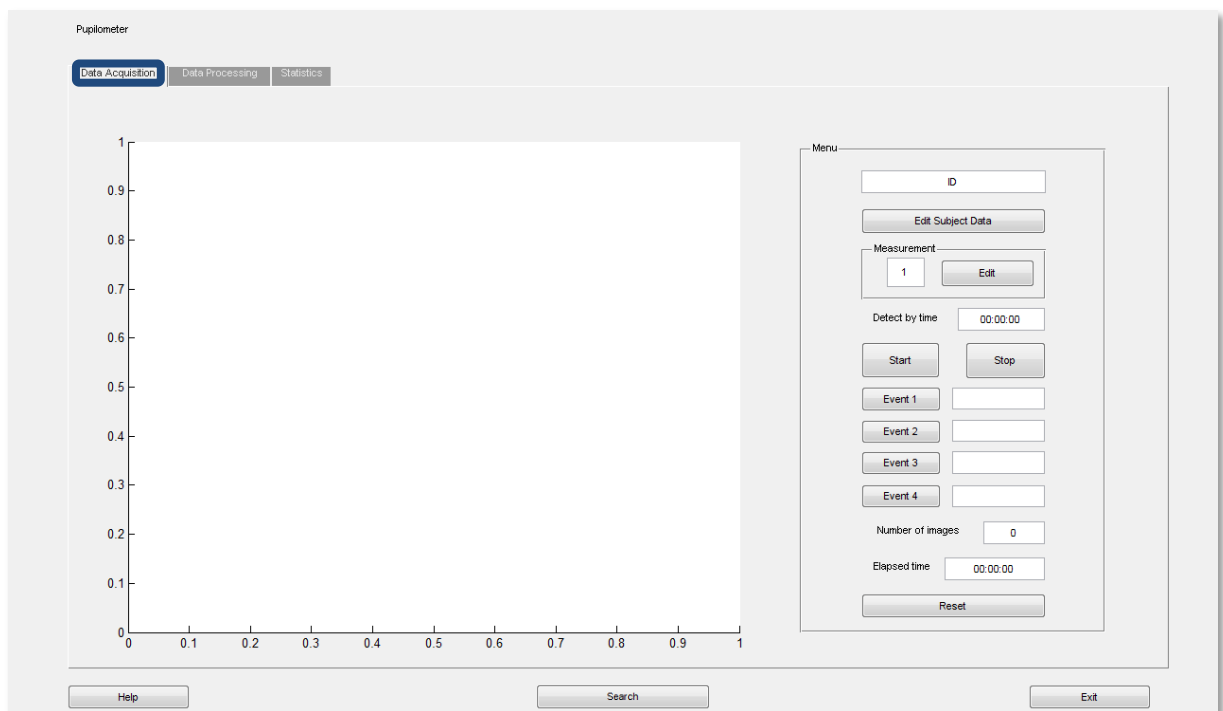 Pupilometer
Data Acquisition Data Processing Statistics
1
0.9
0.8
0.7
0.6
0.5
0.4
0.3
0.2
0.1
0
0 0.1 0.2 0.3 0.4 0.5 0.6 0.7 0.8 0.9 1
Menu
ID
Edit Subject Data
Measurement
1 Edit
Detect by time 00:00:00
Start Stop
Event 1
Event 2
Event 3
Event 4
Number of images 0
Elapsed time 00:00:00
Reset
Help Search Exit